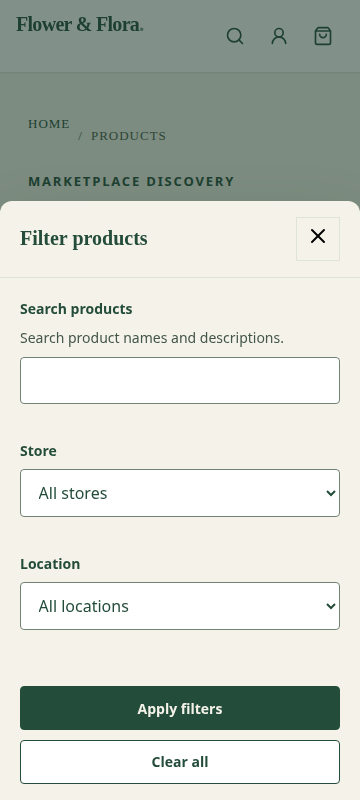 Flower & Flora.
HOME
/ PRODUCTS
MARKETPLACE DISCOVERY
Filter products
Search products
Search product names and descriptions.
Store
All stores
Location
All locations
Apply filters
Clear all